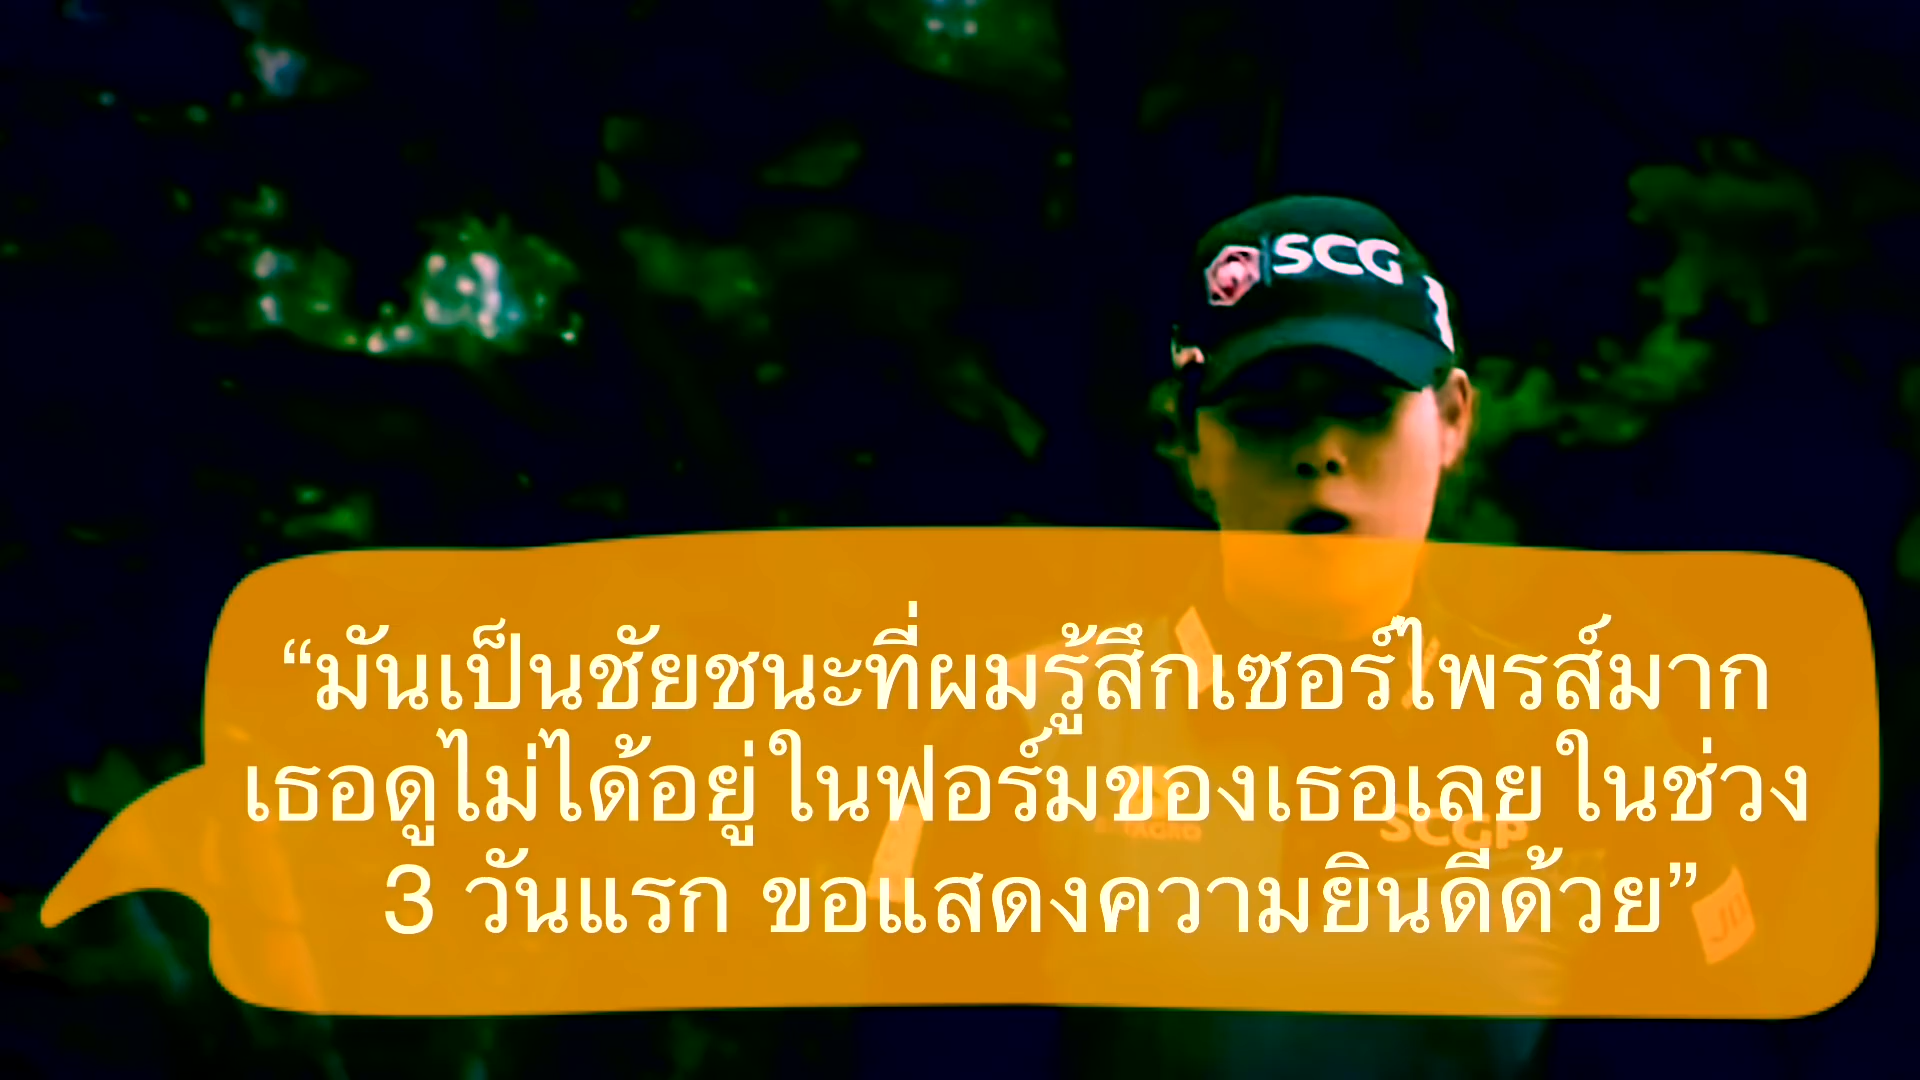 SCG
“มันเป็นชัยชนะที่ผมรู้สึกเซอร์ไพรส์มาก
เธอดูไม่ได้อยู่ในฟอร์มของเธอเลยในช่วง
SCGP
3 วันแรก ขอแสดงความยินดีด้วย”